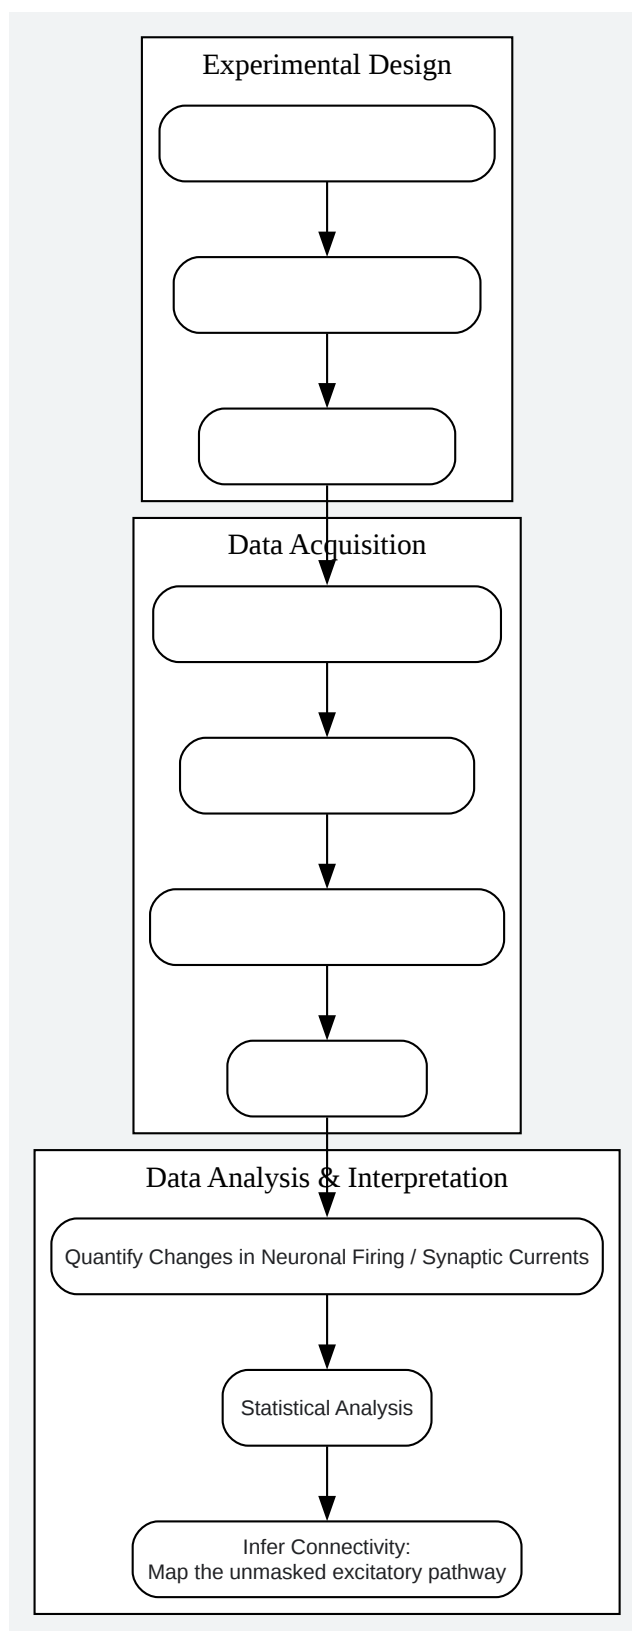 Experimental Design
Data Acquisition
Data Analysis & Interpretation
Quantify Changes in Neuronal Firing / Synaptic Currents
Statistical Analysis
Infer Connectivity:
Map the unmasked excitatory pathway